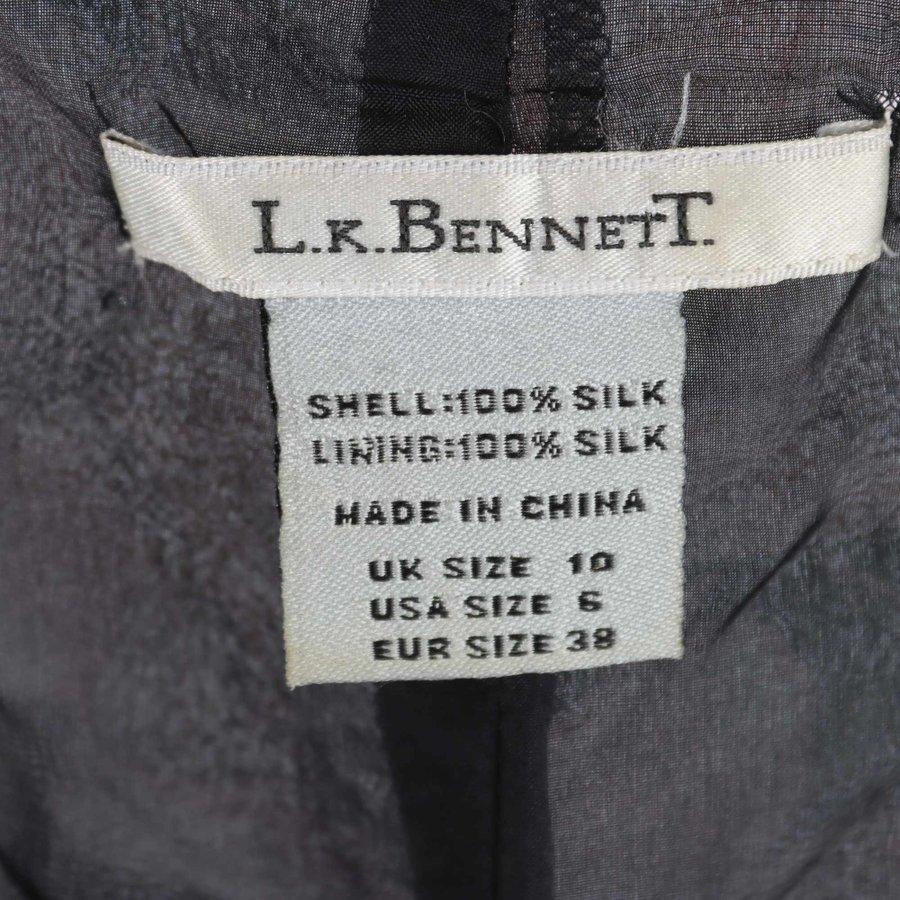 L.K.BENNETT.
SHELL:100% SILK
LINING:100% SILK
MADE IN CHINA
UK SIZE 10
USA SIZE 6
EUR SIZE 38